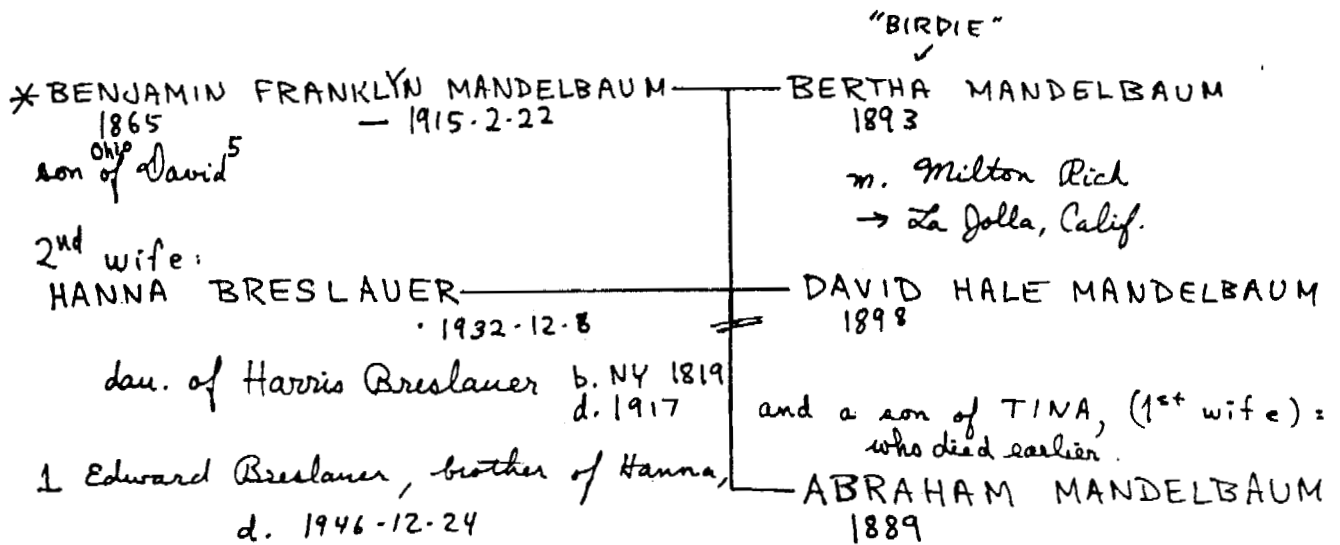 "BIRDIE"
* BENJAMIN FRANKLYN MANDELBAUM
1865 — 1915·2·22
Ohio
son of David⁵
2nd wife:
HANNA BRESLAUER
· 1932·12·8
dau. of Harris Breslauer b. NY 1819
d. 1917
1 Edward Breslauer, brother of Hanna,
d. 1946-12-24
BERTHA MANDELBAUM
1893
m. Milton Rich
→ La Jolla, Calif.
DAVID HALE MANDELBAUM
1898
and a son of TINA, (1st wife):
who died earlier.
ABRAHAM MANDELBAUM
1889